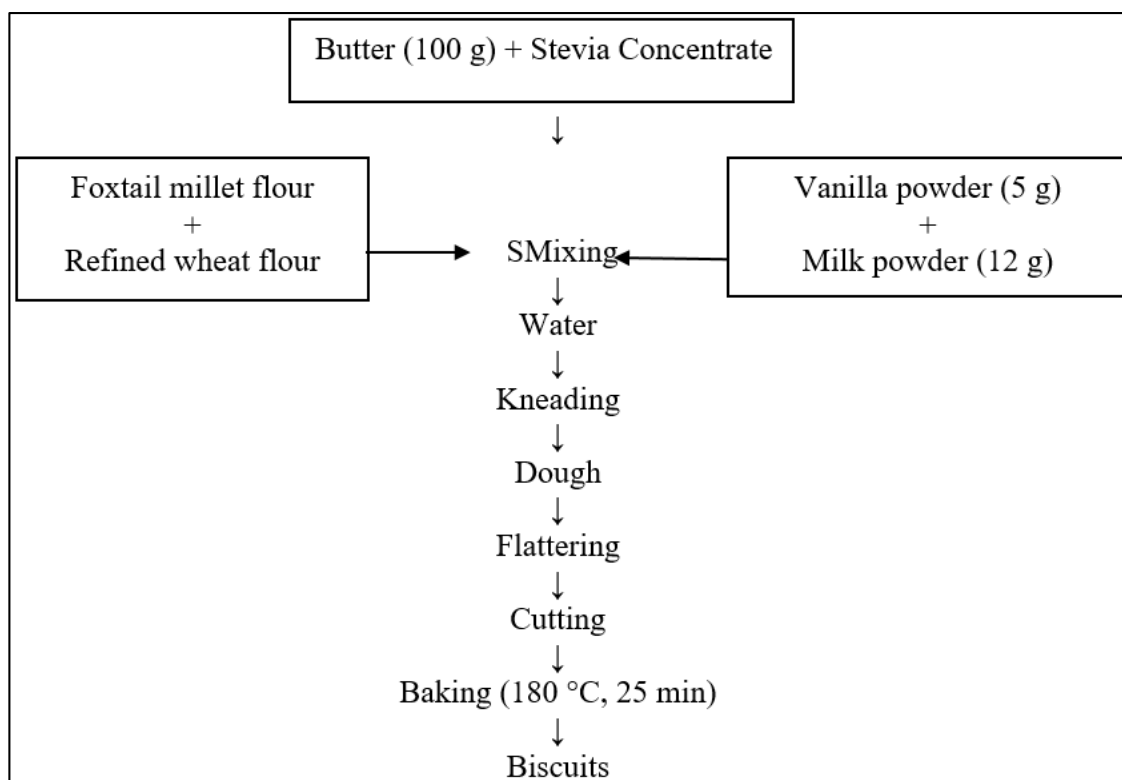 Butter (100 g) + Stevia Concentrate
↓
Foxtail millet flour
+
Refined wheat flour
Vanilla powder (5 g)
+
Milk powder (12 g)
SMixing
↓
Water
↓
Kneading
↓
Dough
↓
Flattering
↓
Cutting
↓
Baking (180 °C, 25 min)
↓
Biscuits